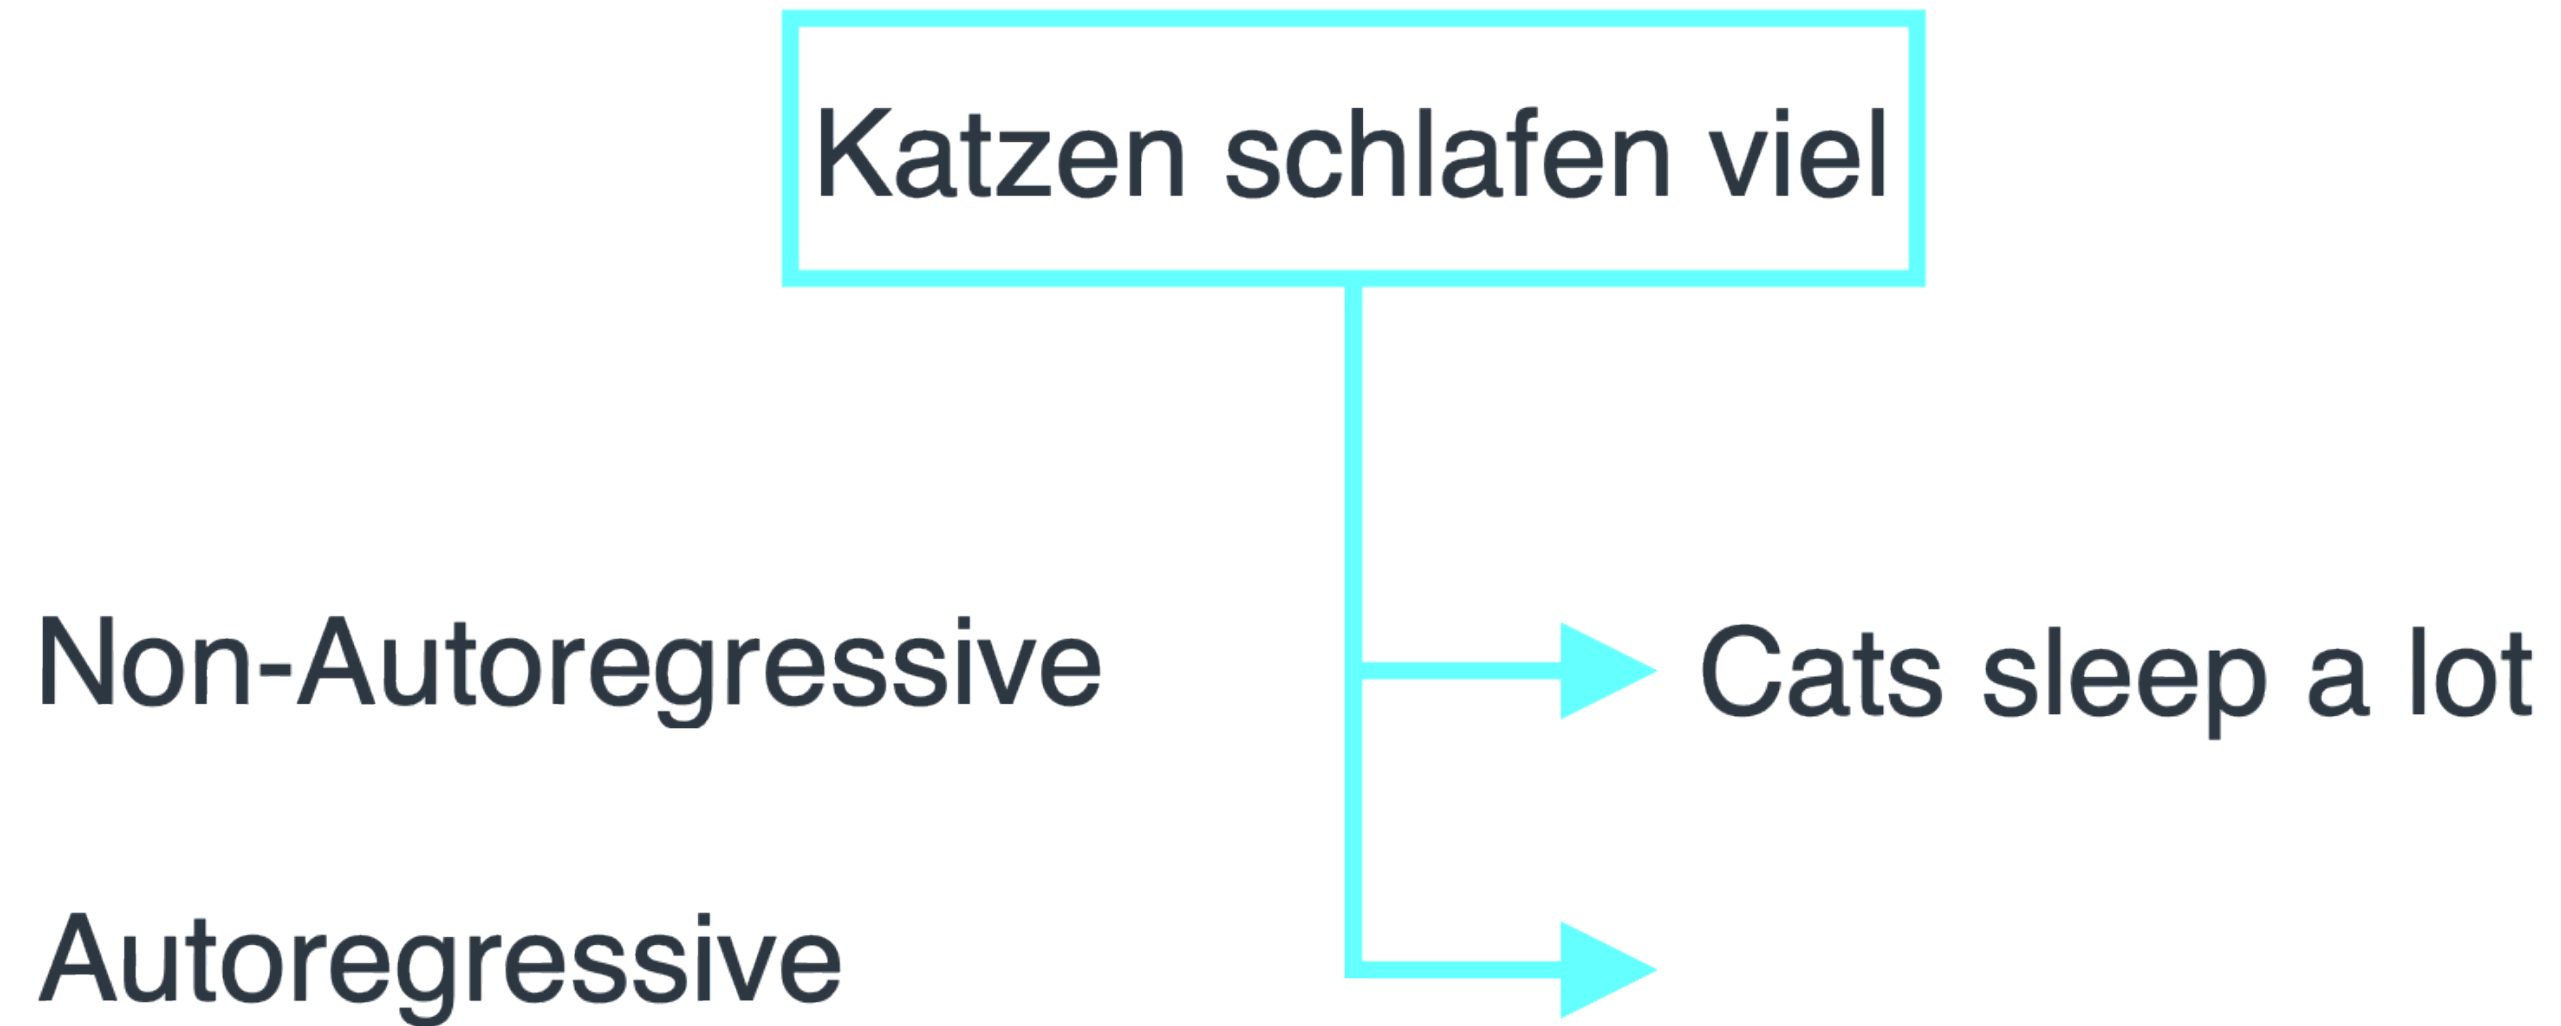 Katzen schlafen viel
Non-Autoregressive
Cats sleep a lot
Autoregressive